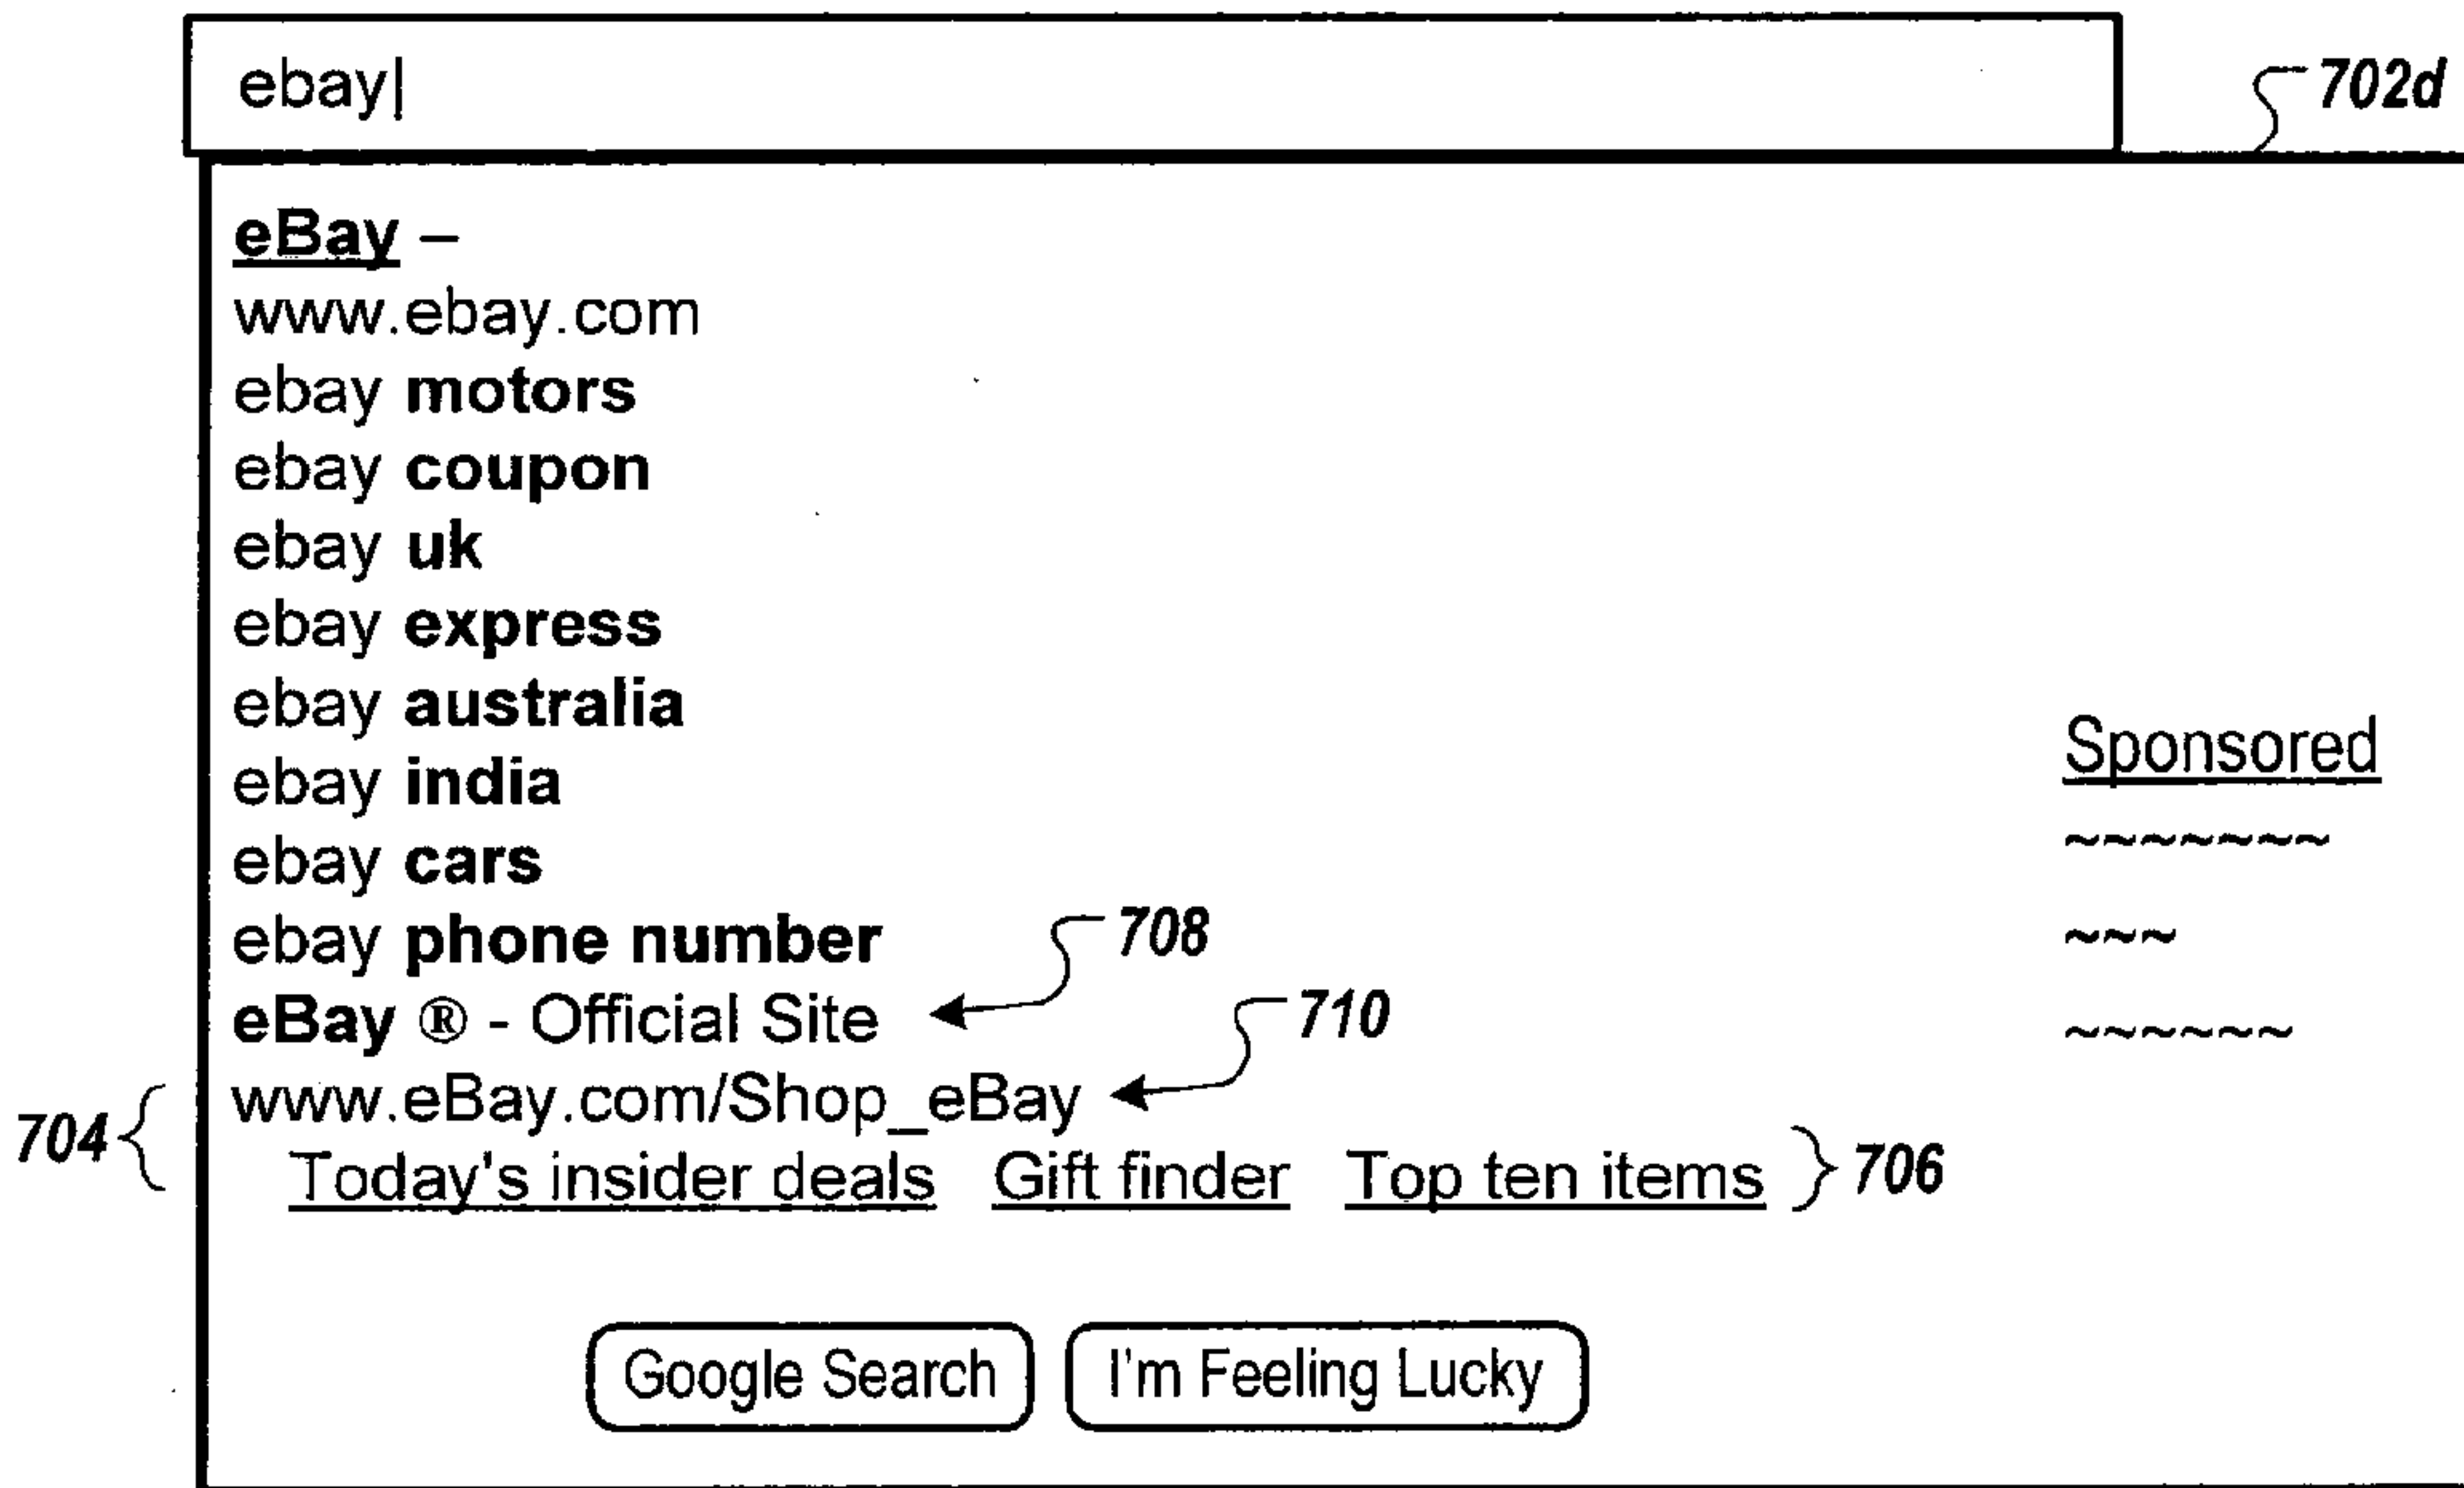 ebay|
702d
eBay –
www.ebay.com
ebay motors
ebay coupon
ebay uk
ebay express
ebay australia
ebay india
Sponsored
ebay cars
~~~~~~~
ebay phone number
708
~~~
eBay ® - Official Site
710
~~~~~~
704
www.eBay.com/Shop_eBay
Today's insider deals Gift finder Top ten items 706
Google Search I'm Feeling Lucky